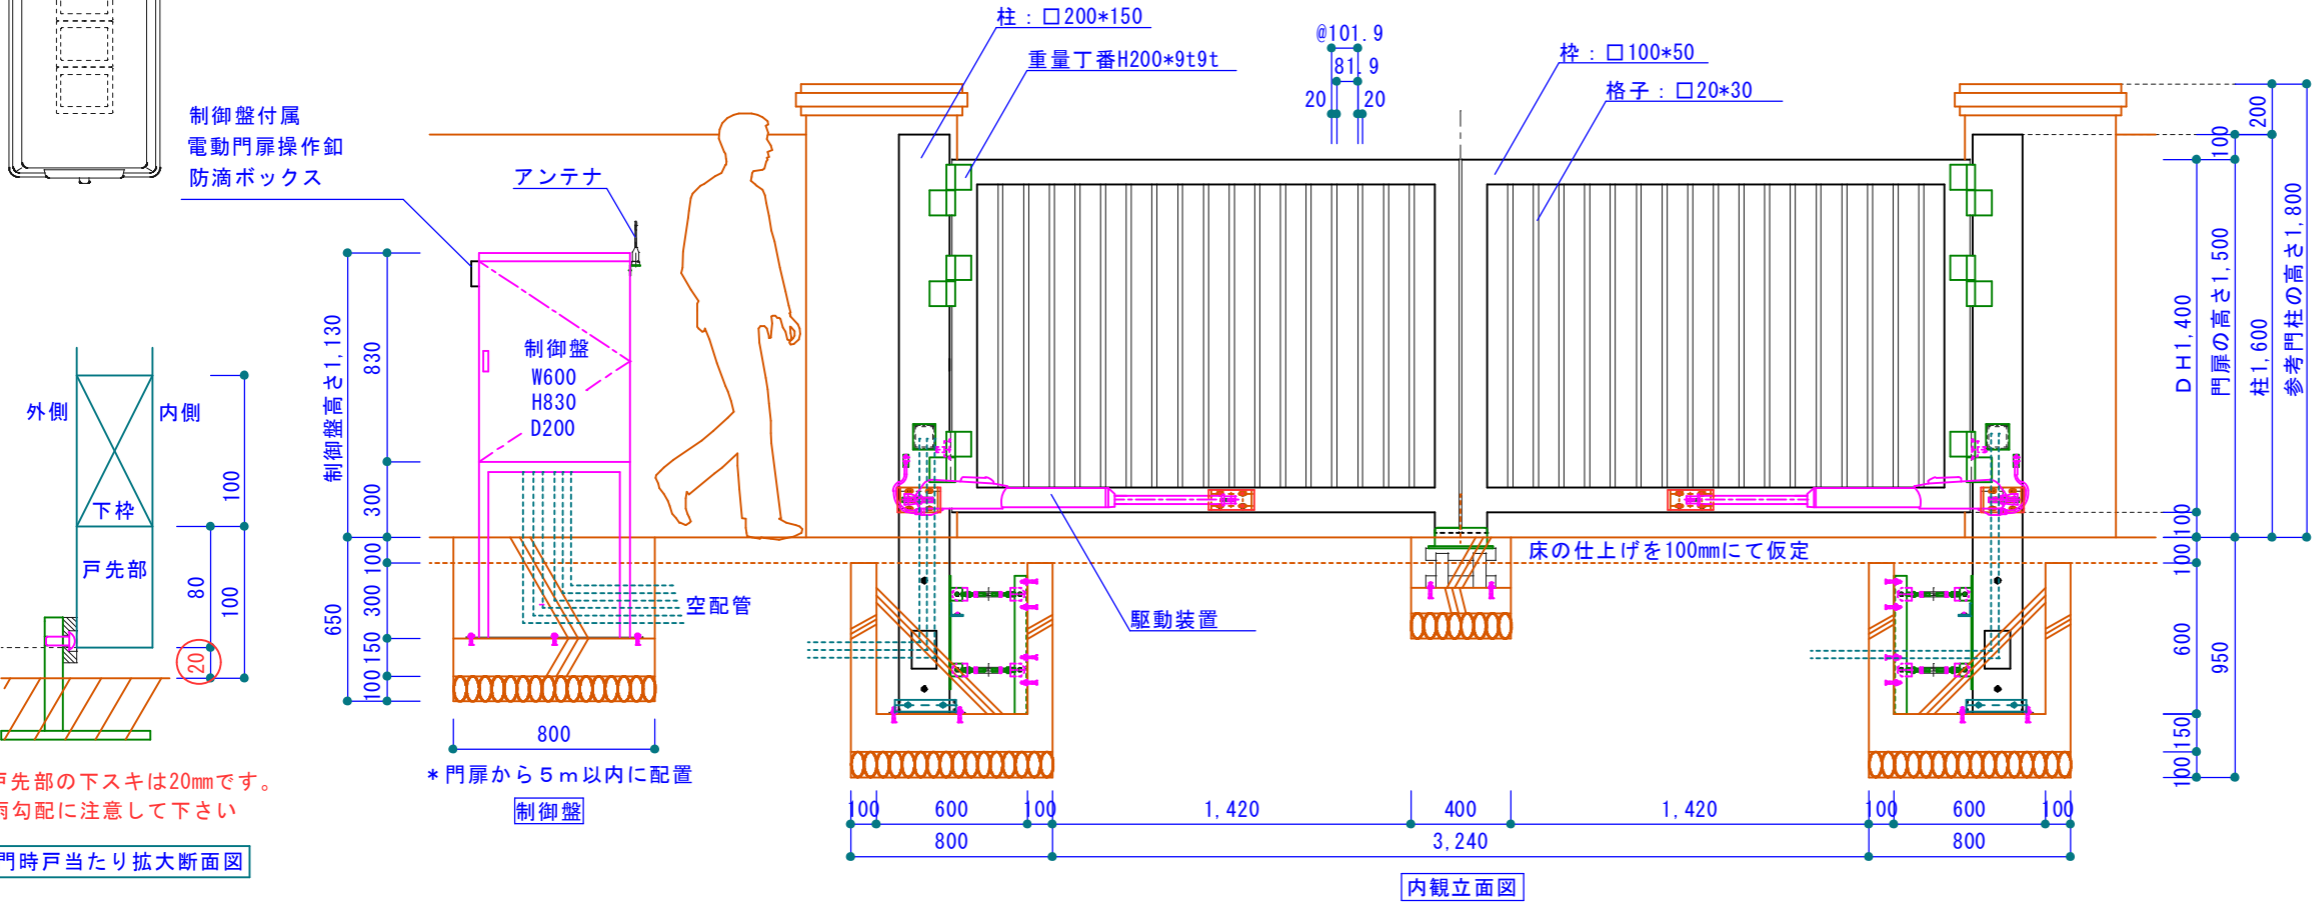 柱：□200*150
重量丁番H200*9t9t
@101.9
81.9
20
20
枠：□100*50
格子：□20*30
制御盤付属
電動門扉操作釦
防滴ボックス
アンテナ
制御盤
W600
H830
D200
制御盤高さ1,130
830
300
650
100
300
150
100
空配管
800
*門扉から５ｍ以内に配置
制御盤
外側
内側
下枠
戸先部
100
80
100
20
戸先部の下スキは20mmです。
雨勾配に注意して下さい
門時戸当たり拡大断面図
床の仕上げを100mmにて仮定
駆動装置
200
100
ＤＨ1,400
門扉の高さ1,500
柱1,600
参考門柱の高さ1,800
100
100
600
950
150
100
100
600
100
1,420
400
1,420
100
600
100
800
3,240
800
内観立面図